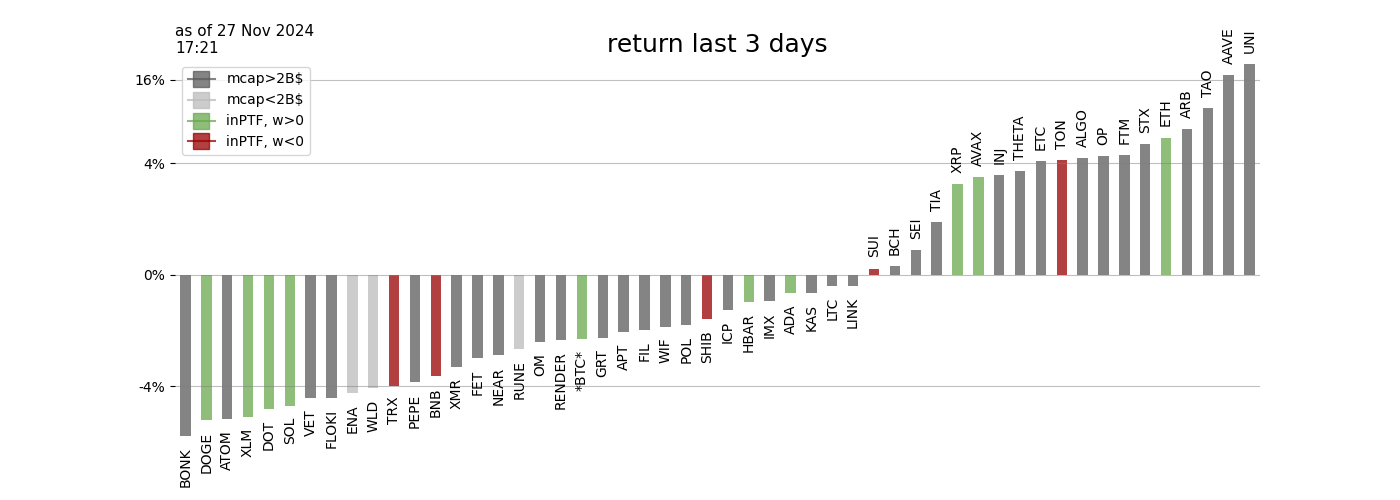 as of 27 Nov 2024
17:21
return last 3 days
mcap>2B$
mcap<2B$
inPTF, w>0
inPTF, w<0
16%
4%
0%
-4%
BONK
DOGE
ATOM
XLM
DOT
SOL
VET
FLOKI
ENA
WLD
TRX
PEPE
BNB
XMR
FET
NEAR
RUNE
OM
RENDER
*BTC*
GRT
APT
FIL
WIF
POL
SHIB
ICP
HBAR
IMX
ADA
KAS
LTC
LINK
SUI
BCH
SEI
TIA
XRP
AVAX
INJ
THETA
ETC
TON
ALGO
OP
FTM
STX
ETH
ARB
TAO
AAVE
UNI